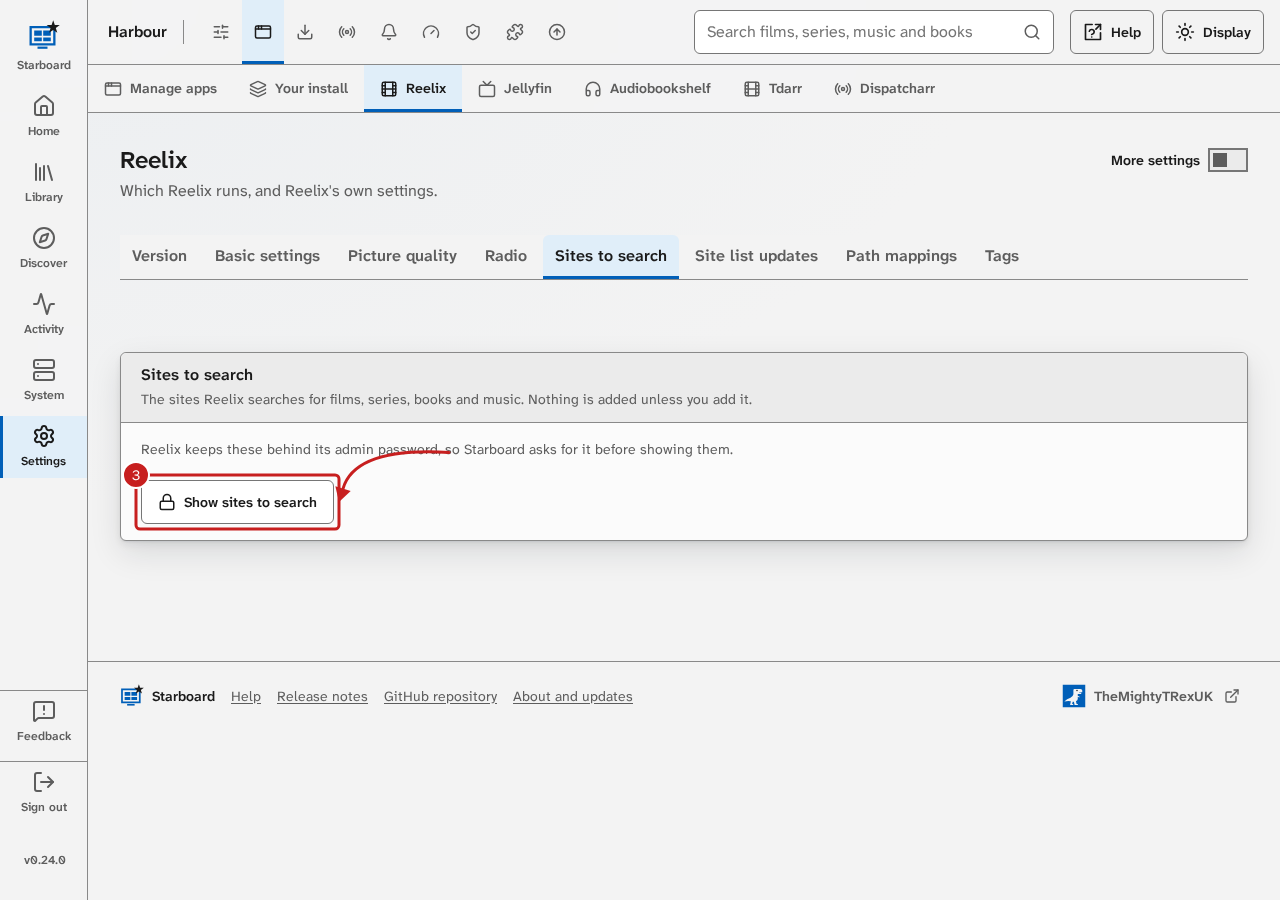 Starboard
Home
Library
Discover
Activity
System
Settings
Feedback
Sign out
v0.24.0
Harbour
Search films, series, music and books
Help
Display
Manage apps
Your install
Reelix
Jellyfin
Audiobookshelf
Tdarr
Dispatcharr
Reelix
Which Reelix runs, and Reelix's own settings.
More settings
Version
Basic settings
Picture quality
Radio
Sites to search
Site list updates
Path mappings
Tags
Sites to search
The sites Reelix searches for films, series, books and music. Nothing is added unless you add it.
Reelix keeps these behind its admin password, so Starboard asks for it before showing them.
3
Show sites to search
Starboard
Help
Release notes
GitHub repository
About and updates
TheMightyTRexUK